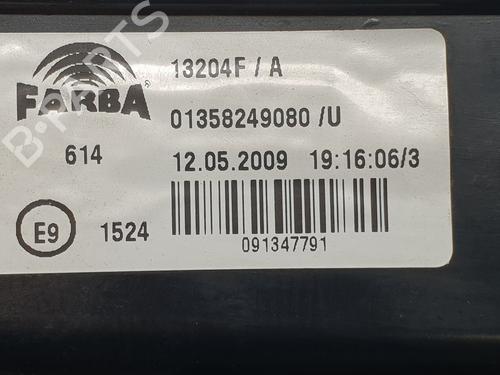 FARBA
13204F / A
01358249080 /U
614
12.05.2009 19:16:06/3
E9
1524
091347791
B-PARTS